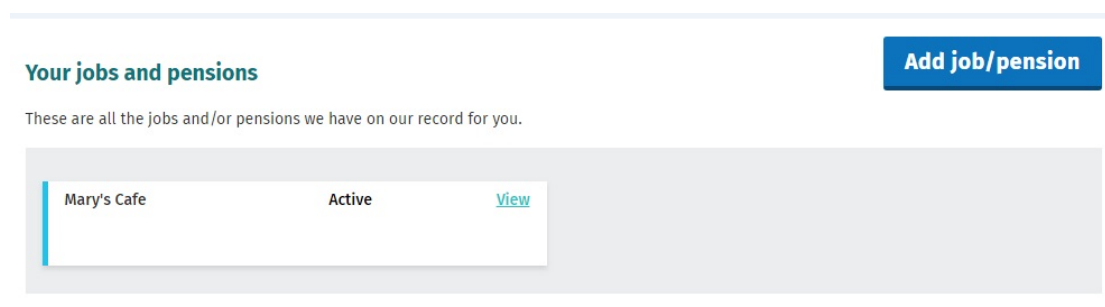 Your jobs and pensions
Add job/pension
These are all the jobs and/or pensions we have on our record for you.
Mary's Cafe Active View